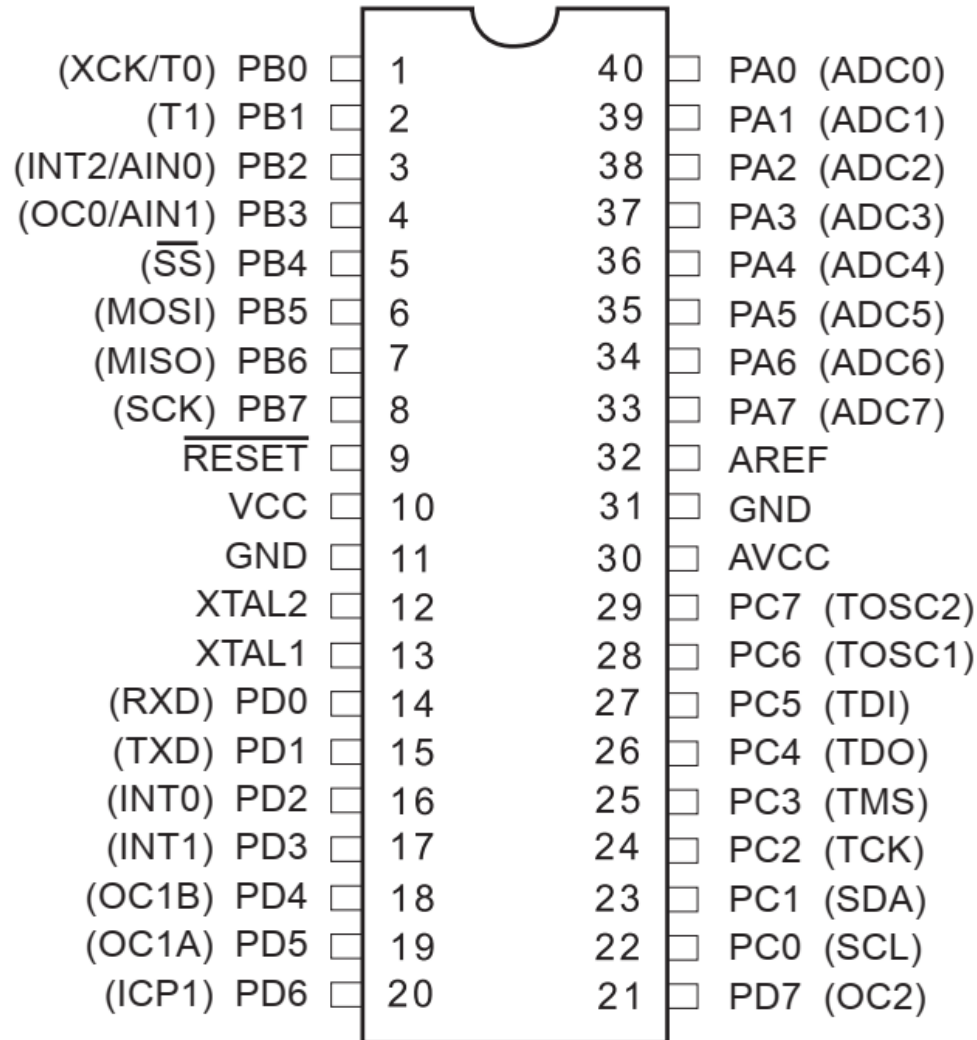 (XCK/T0) PB0 1 40 PA0 (ADC0)
(T1) PB1 2 39 PA1 (ADC1)
(INT2/AIN0) PB2 3 38 PA2 (ADC2)
(OC0/AIN1) PB3 4 37 PA3 (ADC3)
(S̅S̅) PB4 5 36 PA4 (ADC4)
(MOSI) PB5 6 35 PA5 (ADC5)
(MISO) PB6 7 34 PA6 (ADC6)
(SCK) PB7 8 33 PA7 (ADC7)
R̅E̅S̅E̅T̅ 9 32 AREF
VCC 10 31 GND
GND 11 30 AVCC
XTAL2 12 29 PC7 (TOSC2)
XTAL1 13 28 PC6 (TOSC1)
(RXD) PD0 14 27 PC5 (TDI)
(TXD) PD1 15 26 PC4 (TDO)
(INT0) PD2 16 25 PC3 (TMS)
(INT1) PD3 17 24 PC2 (TCK)
(OC1B) PD4 18 23 PC1 (SDA)
(OC1A) PD5 19 22 PC0 (SCL)
(ICP1) PD6 20 21 PD7 (OC2)